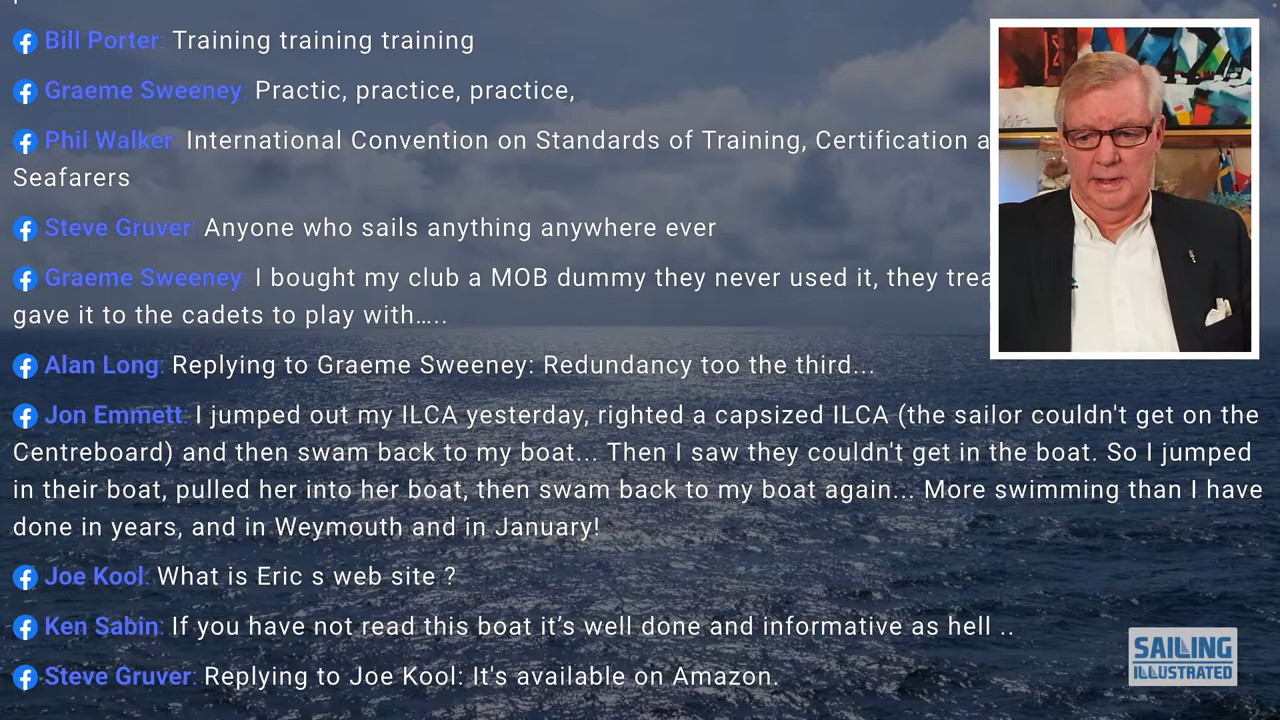 Bill Porter: Training training training
Graeme Sweeney: Practic, practice, practice,
Phil Walker: International Convention on Standards of Training, Certification a
Seafarers
Steve Gruver: Anyone who sails anything anywhere ever
Graeme Sweeney: I bought my club a MOB dummy they never used it, they trea
gave it to the cadets to play with…..
Alan Long: Replying to Graeme Sweeney: Redundancy too the third...
Jon Emmett: I jumped out my ILCA yesterday, righted a capsized ILCA (the sailor couldn't get on the
Centreboard) and then swam back to my boat... Then I saw they couldn't get in the boat. So I jumped
in their boat, pulled her into her boat, then swam back to my boat again... More swimming than I have
done in years, and in Weymouth and in January!
Joe Kool: What is Eric s web site ?
Ken Sabin: If you have not read this boat it’s well done and informative as hell ..
Steve Gruver: Replying to Joe Kool: It's available on Amazon.
SAILING
ILLUSTRATED